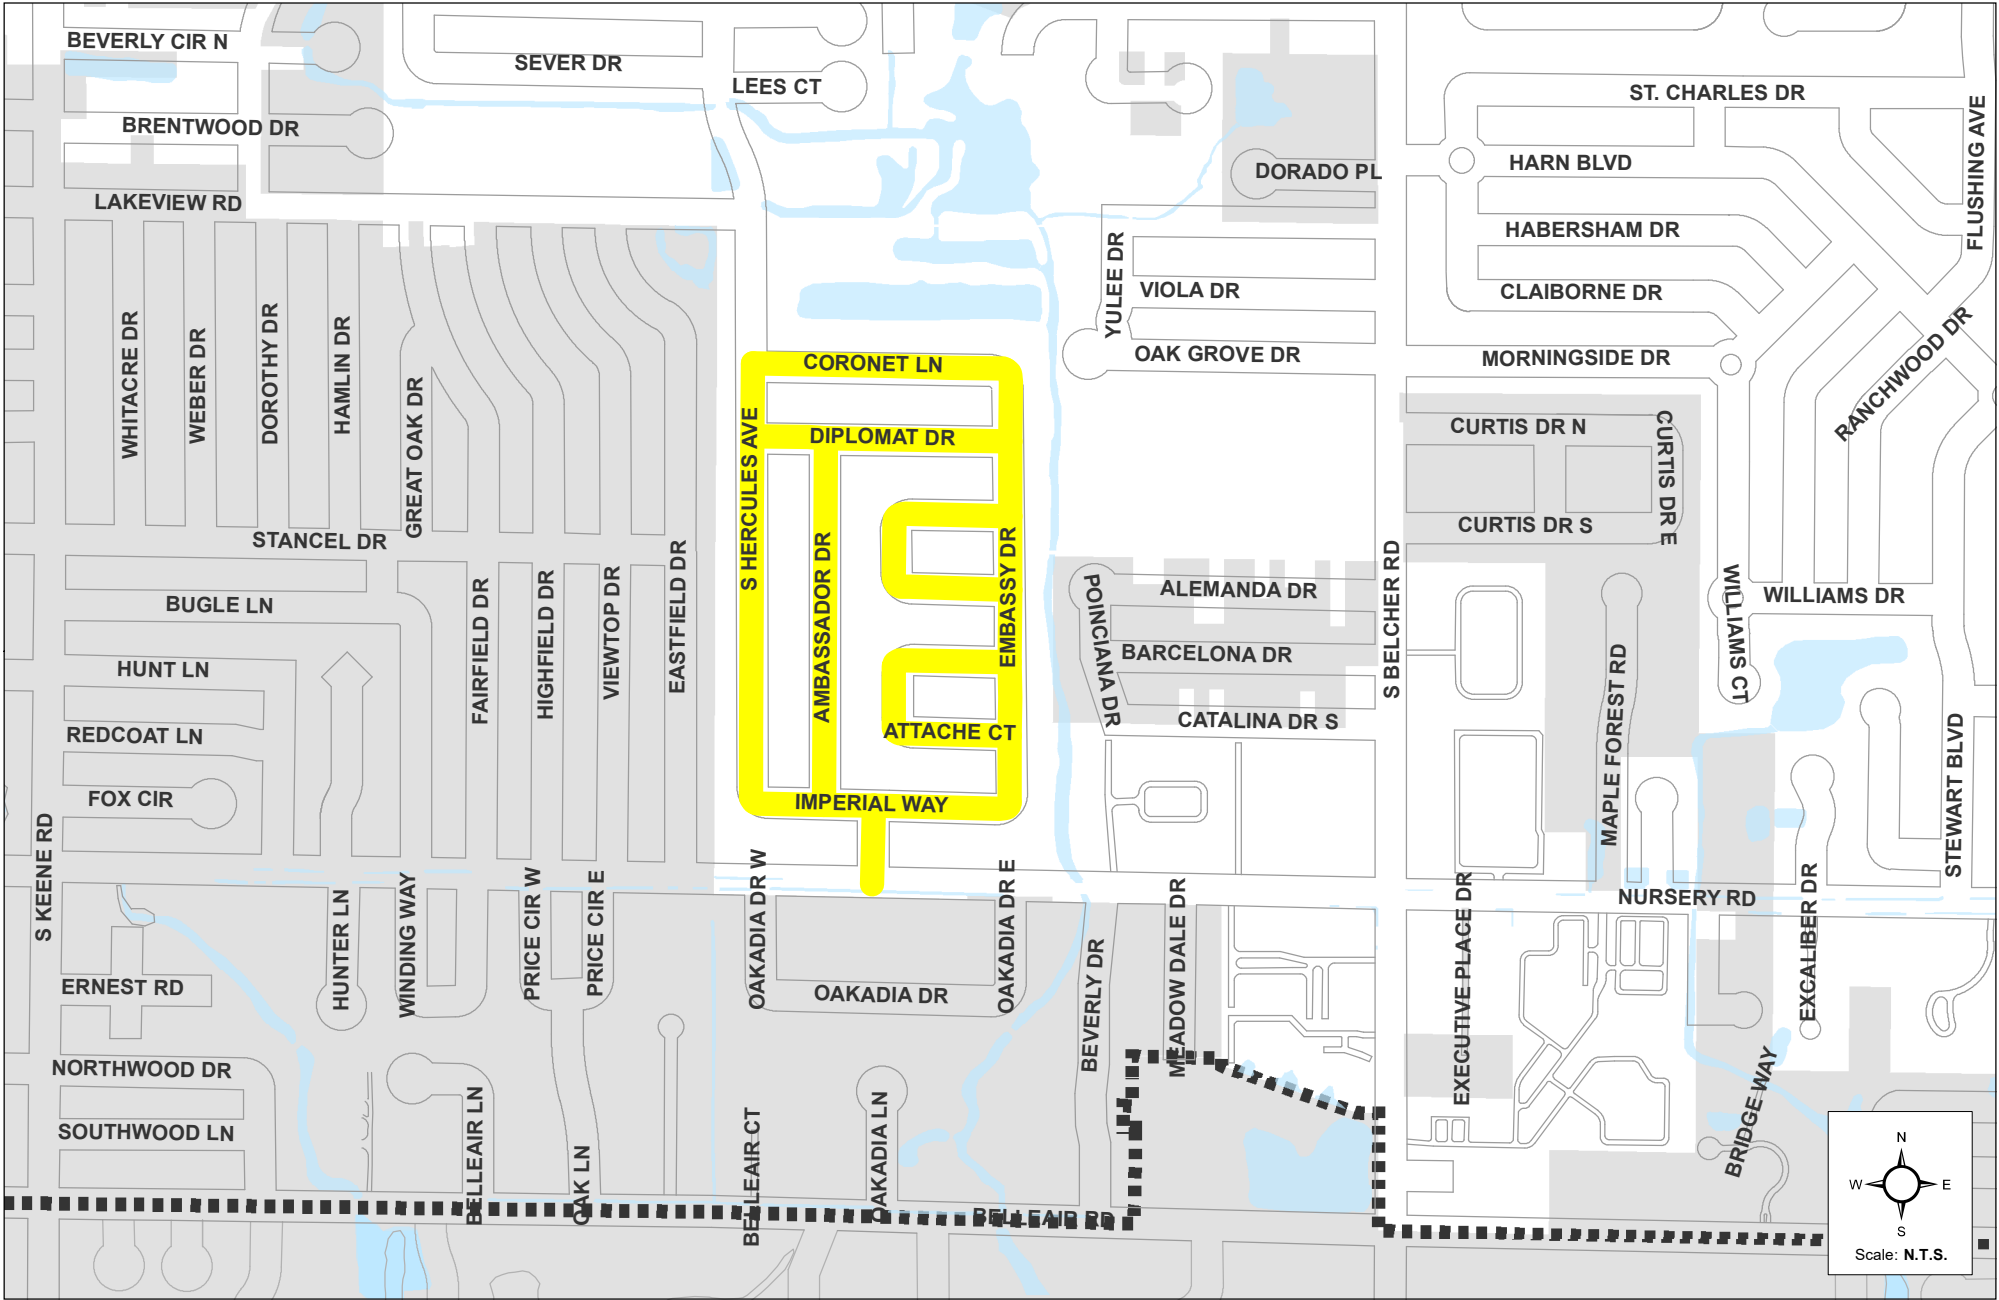 BEVERLY CIR N
SEVER DR
LEES CT
ST. CHARLES DR
BRENTWOOD DR
FLUSHING AVE
HARN BLVD
DORADO PL
LAKEVIEW RD
HABERSHAM DR
YULEE DR
VIOLA DR
CLAIBORNE DR
OAK GROVE DR
MORNINGSIDE DR
RANCHWOOD DR
WHITACRE DR
WEBER DR
DOROTHY DR
HAMLIN DR
GREAT OAK DR
CORONET LN
S HERCULES AVE
DIPLOMAT DR
CURTIS DR N
CURTIS DR E
CURTIS DR S
STANCEL DR
AMBASSADOR DR
EMBASSY DR
S BELCHER RD
ALEMANDA DR
POINCIANA DR
BARCELONA DR
CATALINA DR S
WILLIAMS DR
WILLIAMS CT
BUGLE LN
HUNT LN
REDCOAT LN
FOX CIR
FAIRFIELD DR
HIGHFIELD DR
VIEWTOP DR
EASTFIELD DR
MAPLE FOREST RD
ATTACHE CT
IMPERIAL WAY
STEWART BLVD
S KEENE RD
NURSERY RD
HUNTER LN
WINDING WAY
PRICE CIR W
PRICE CIR E
OAKADIA DR W
OAKADIA DR E
OAKADIA DR
BEVERLY DR
MEADOW DALE DR
EXECUTIVE PLACE DR
EXCALIBER DR
ERNEST RD
NORTHWOOD DR
SOUTHWOOD LN
BELLEAIR LN
OAK LN
BELLEAIR CT
OAKADIA LN
BELLEAIR RD
BRIDGE WAY
N
W E
S
Scale: N.T.S.